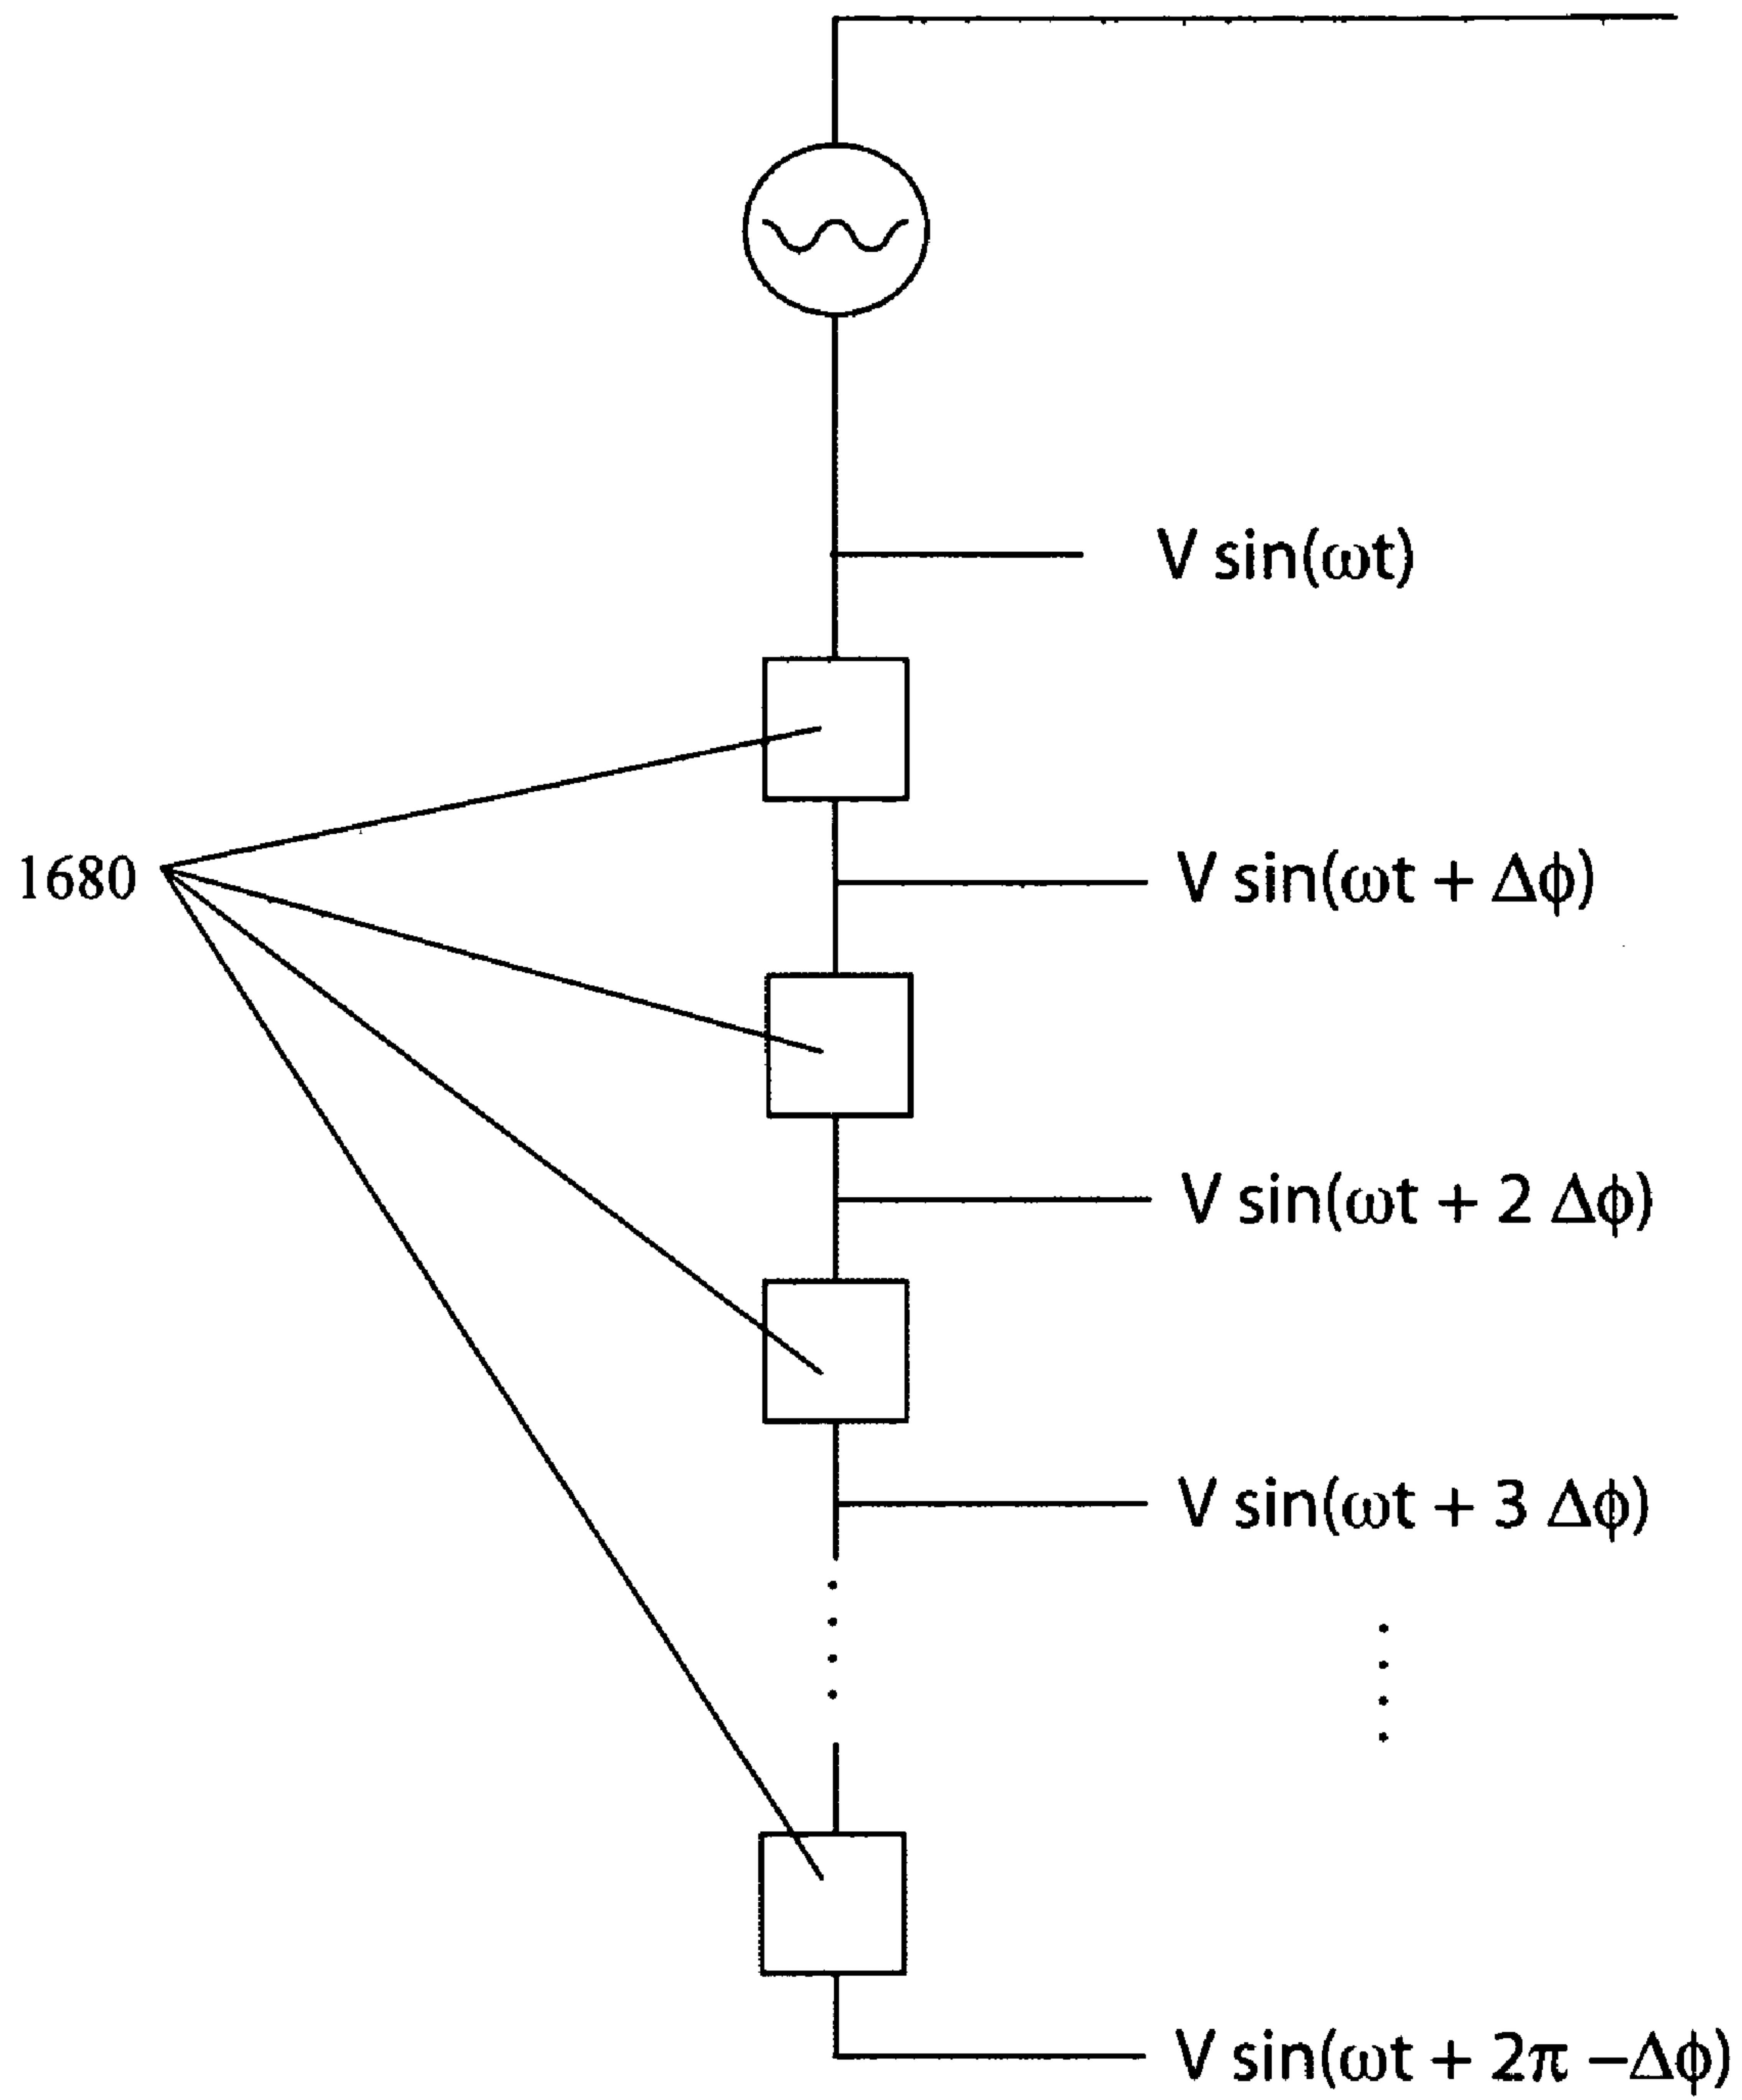 V sin(ωt)
1680
V sin(ωt + Δϕ)
V sin(ωt + 2 Δϕ)
V sin(ωt + 3 Δϕ)
V sin(ωt + 2π −Δϕ)